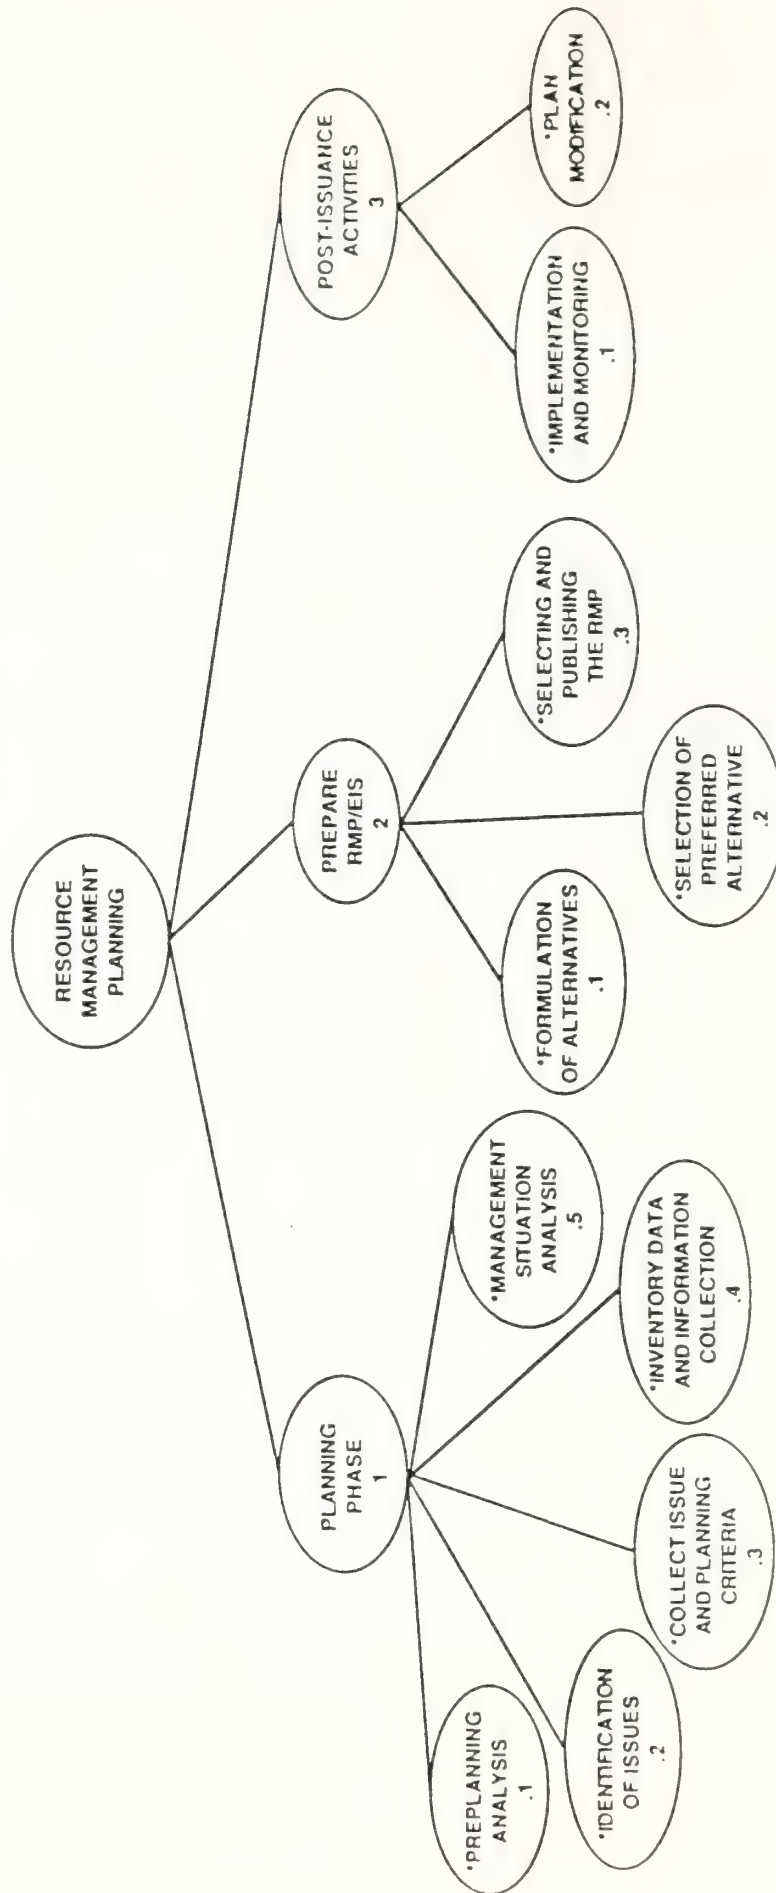 RESOURCE
MANAGEMENT
PLANNING
PLANNING
PHASE
1
PREPARE
RMP/EIS
2
POST-ISSUANCE
ACTIVITIES
3
*PREPLANNING
ANALYSIS
.1
*IDENTIFICATION
OF ISSUES
.2
*COLLECT ISSUE
AND PLANNING
CRITERIA
.3
*INVENTORY DATA
AND INFORMATION
COLLECTION
.4
*MANAGEMENT
SITUATION
ANALYSIS
.5
*FORMULATION
OF ALTERNATIVES
.1
*SELECTION OF
PREFERRED
ALTERNATIVE
.2
*SELECTING AND
PUBLISHING
THE RMP
.3
*IMPLEMENTATION
AND MONITORING
.1
*PLAN
MODIFICATION
.2